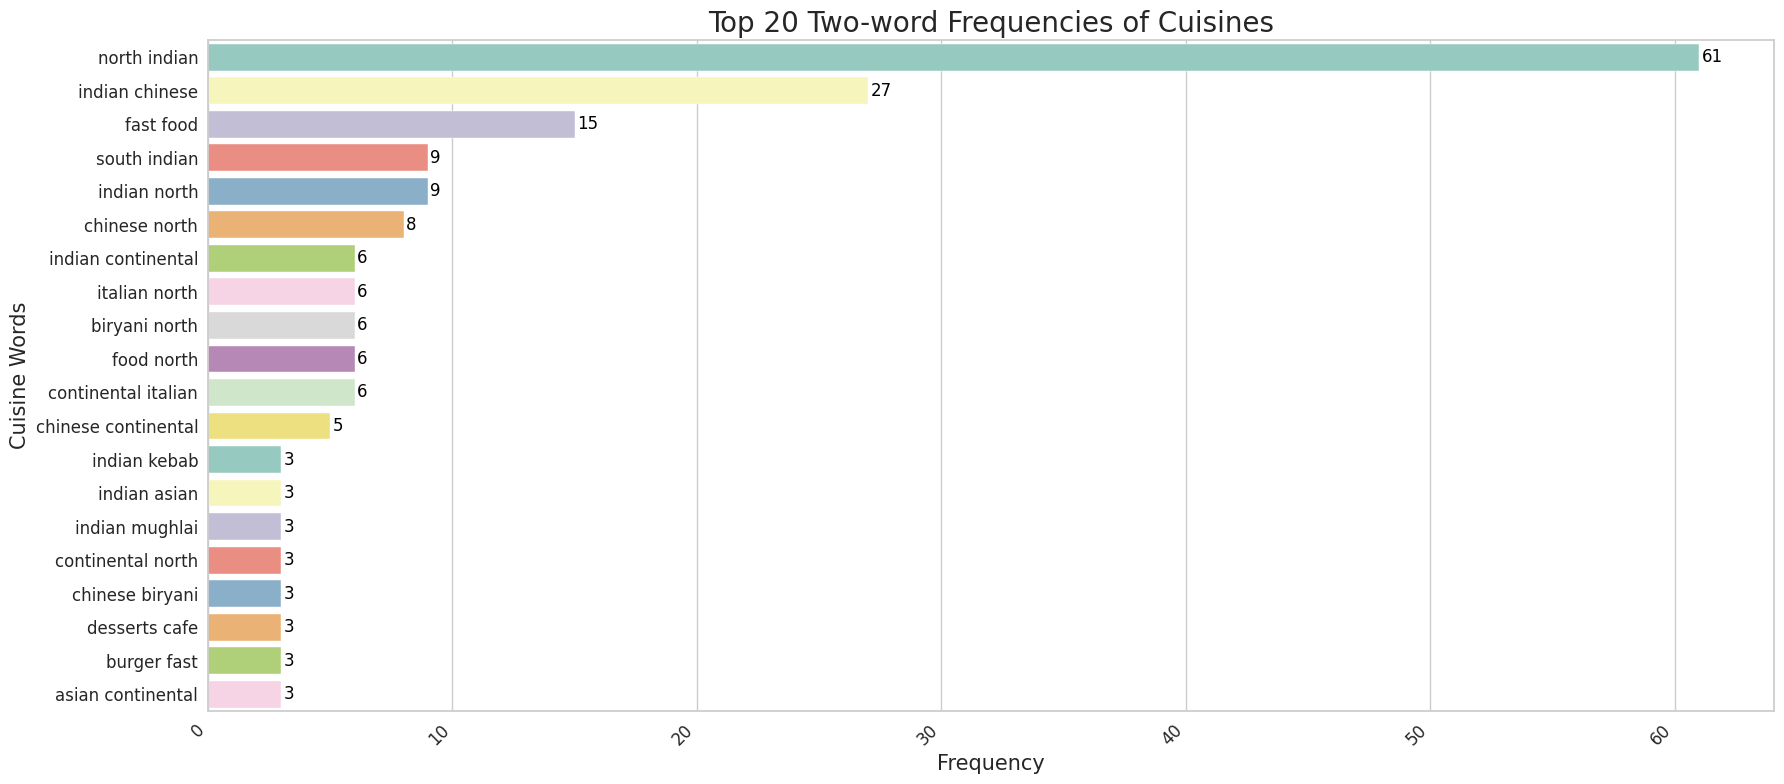 Top 20 Two-word Frequencies of Cuisines
Cuisine Words
north indian 61
indian chinese 27
fast food 15
south indian 9
indian north 9
chinese north 8
indian continental 6
italian north 6
biryani north 6
food north 6
continental italian 6
chinese continental 5
indian kebab 3
indian asian 3
indian mughlai 3
continental north 3
chinese biryani 3
desserts cafe 3
burger fast 3
asian continental 3
0 10 20 30 40 50 60
Frequency